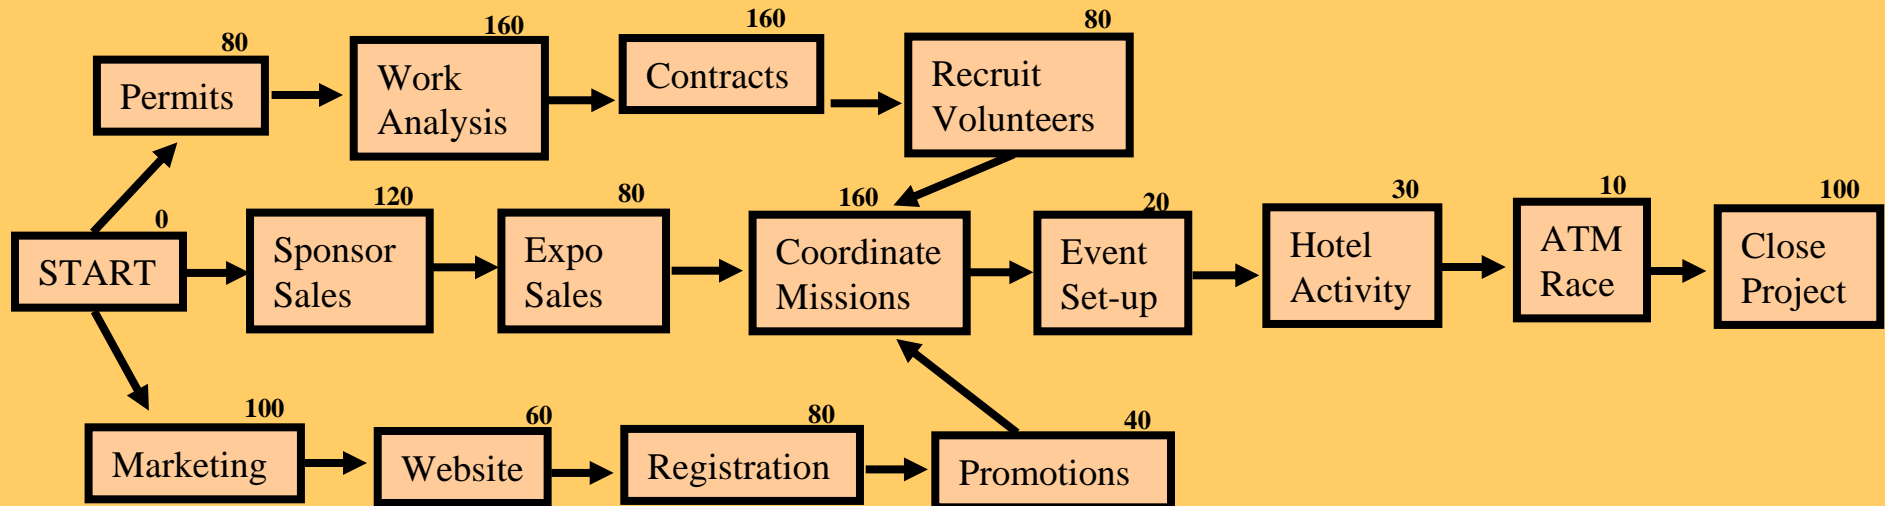 80
Permits
160
Work
Analysis
160
Contracts
80
Recruit
Volunteers
0
START
120
Sponsor
Sales
80
Expo
Sales
160
Coordinate
Missions
20
Event
Set-up
30
Hotel
Activity
10
ATM
Race
100
Close
Project
100
Marketing
60
Website
80
Registration
40
Promotions